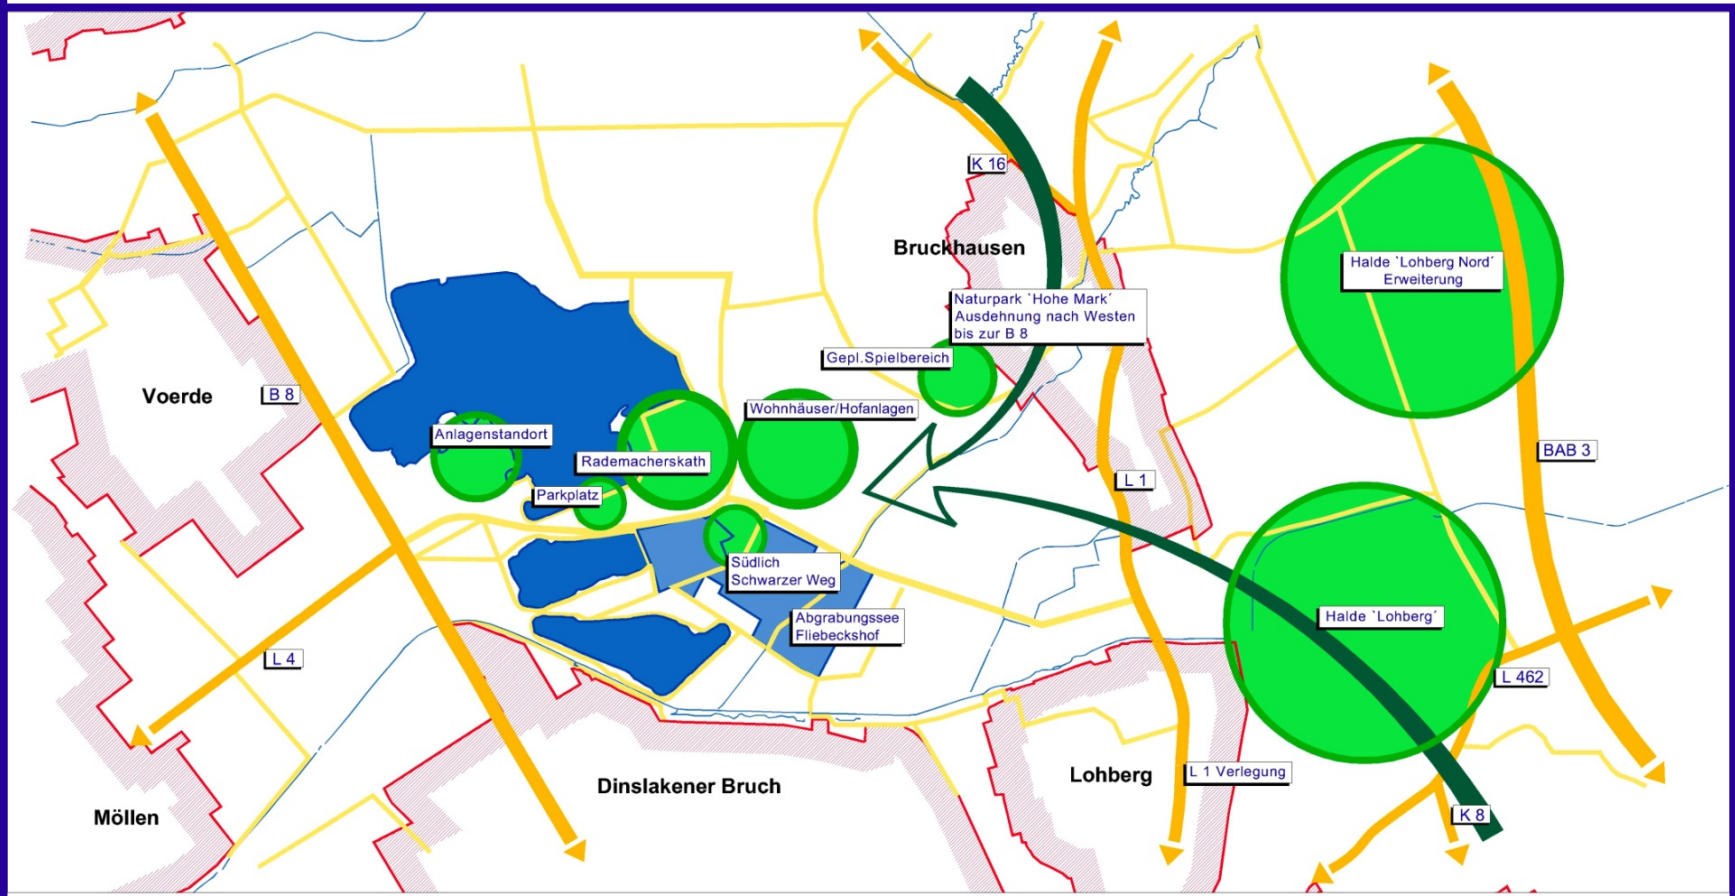 K 16
Bruckhausen
Halde `Lohberg Nord´
Erweiterung
Naturpark `Hohe Mark´
Ausdehnung nach Westen
bis zur B 8
Gepl.Spielbereich
Voerde
B 8
Wohnhäuser/Hofanlagen
Anlagenstandort
BAB 3
Rademacherskath
L 1
Parkplatz
Südlich
Schwarzer Weg
Abgrabungssee
Fliebeckshof
Halde `Lohberg´
L 4
L 462
L 1 Verlegung
Lohberg
Dinslakener Bruch
Möllen
K 8